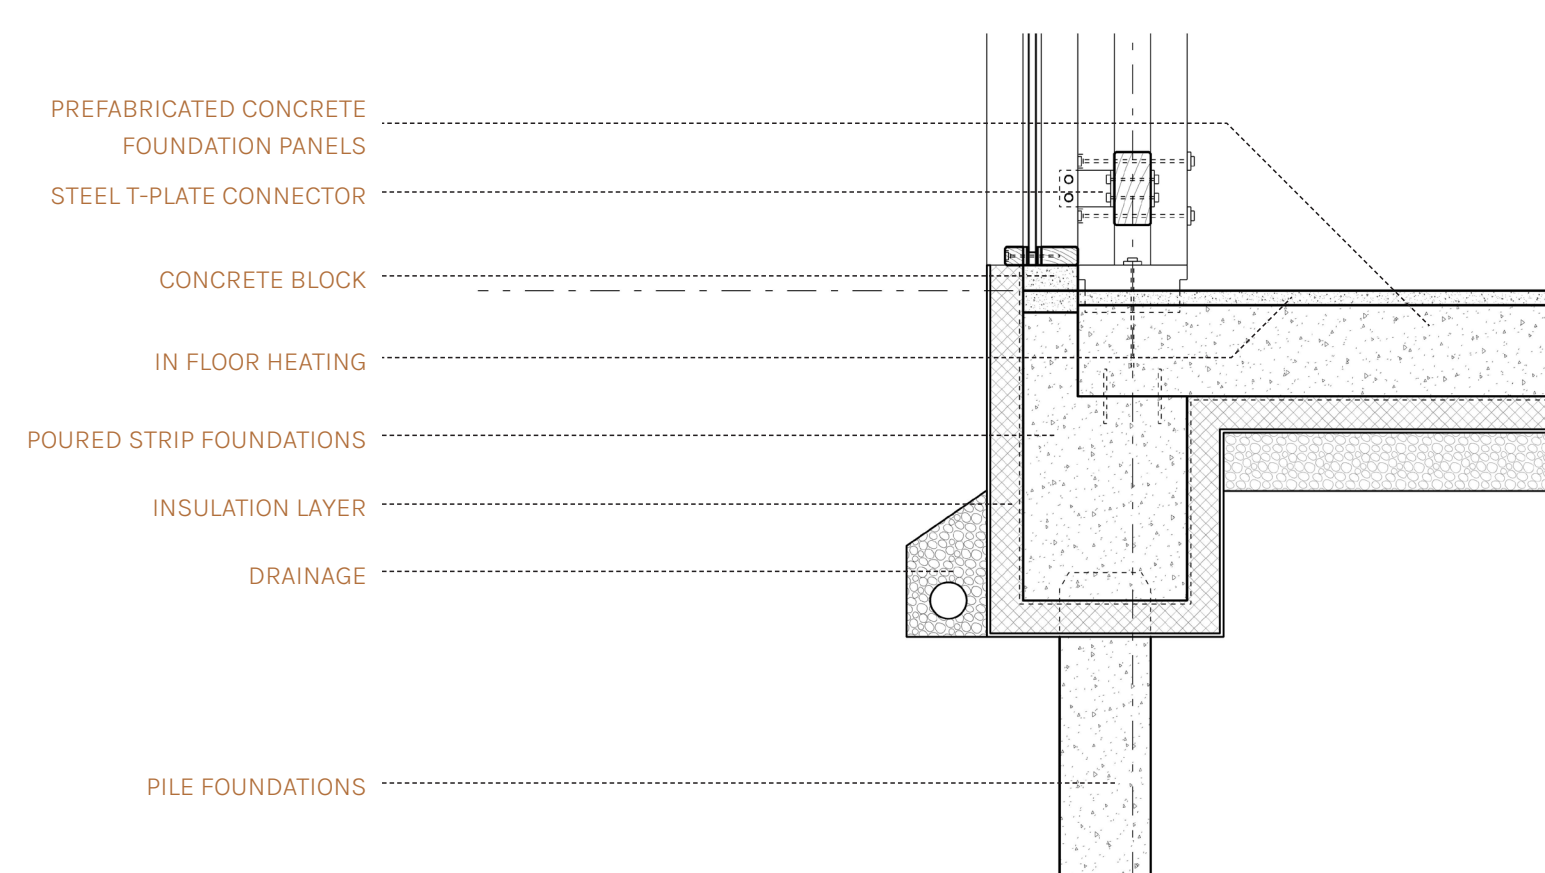 PREFABRICATED CONCRETE
FOUNDATION PANELS
STEEL T-PLATE CONNECTOR
CONCRETE BLOCK
IN FLOOR HEATING
POURED STRIP FOUNDATIONS
INSULATION LAYER
DRAINAGE
PILE FOUNDATIONS